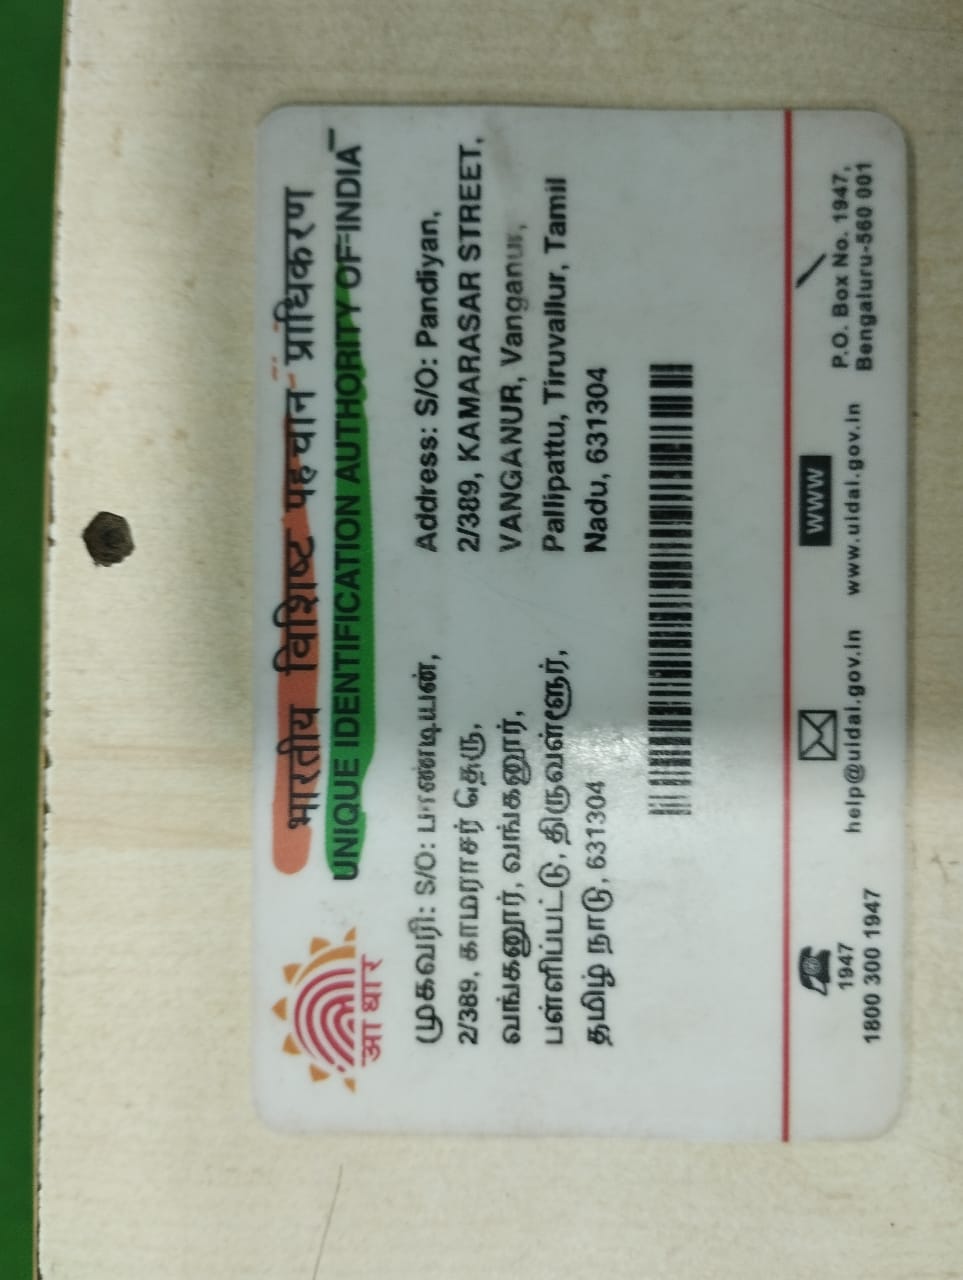 भारतीय विशिष्ट पहचान प्राधिकरण
UNIQUE IDENTIFICATION AUTHORITY OF INDIA
आधार
முகவரி: S/O: பாண்டியன்,
2/389, காமராசர் தெரு,
வங்கனூர், வங்கனூர்,
பள்ளிப்பட்டு, திருவள்ளூர்,
தமிழ் நாடு, 631304
Address: S/O: Pandiyan,
2/389, KAMARASAR STREET,
VANGANUR, Vanganur,
Pallipattu, Tiruvallur, Tamil
Nadu, 631304
1947
1800 300 1947
help@uidai.gov.in
WWW
www.uidai.gov.in
P.O. Box No. 1947,
Bengaluru-560 001